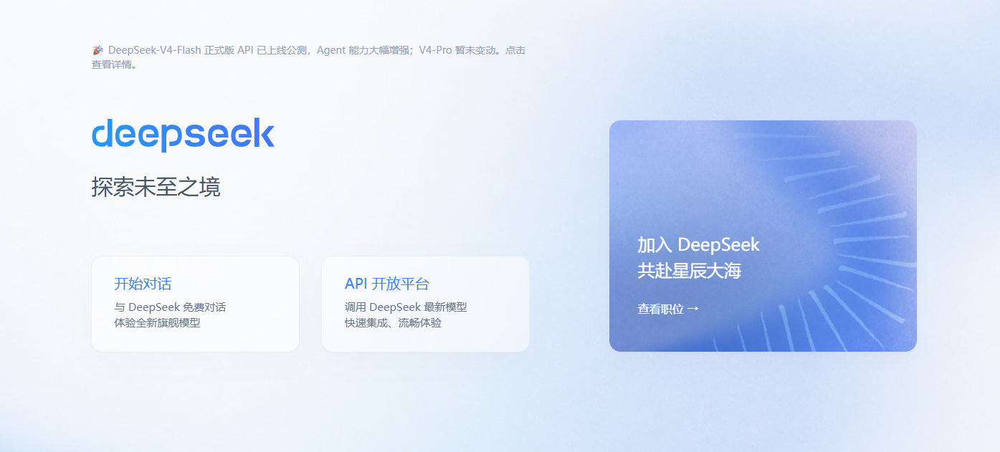 🎉 DeepSeek-V4-Flash 正式版 API 已上线公测，Agent 能力大幅增强；V4-Pro 暂未变动。点击
查看详情。
deepseek
探索未至之境
开始对话
与 DeepSeek 免费对话
体验全新旗舰模型
API 开放平台
调用 DeepSeek 最新模型
快速集成、流畅体验
加入 DeepSeek
共赴星辰大海
查看职位 →